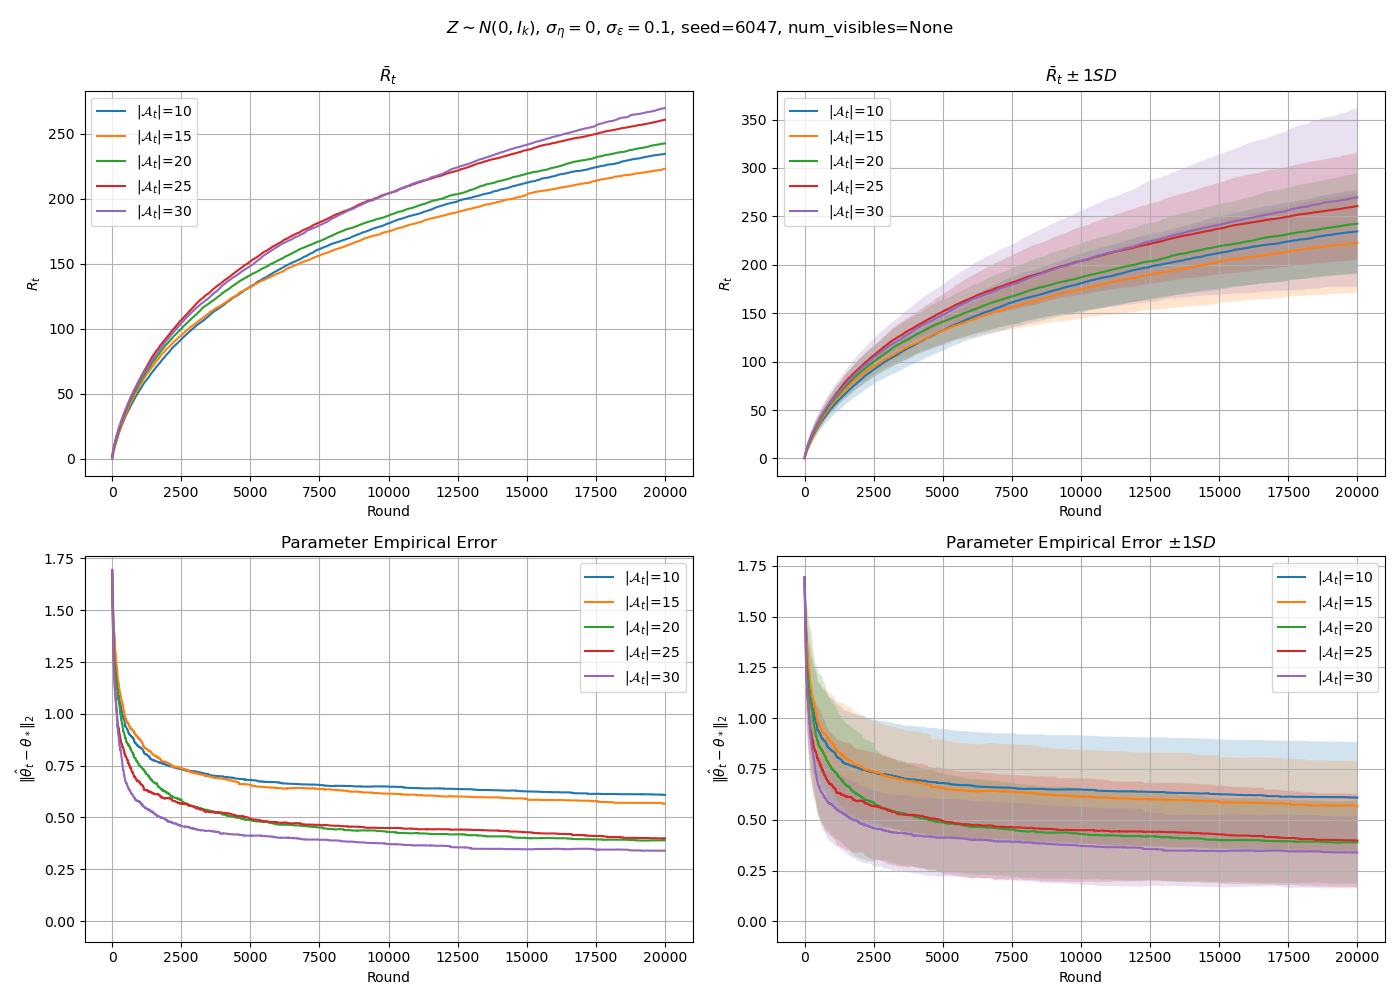 Z ∼ N(0, I_k), σ_η = 0, σ_ε = 0.1, seed=6047, num_visibles=None
R̄_t
R̄_t ± 1SD
|𝒜_t|=10
|𝒜_t|=15
|𝒜_t|=20
|𝒜_t|=25
|𝒜_t|=30
R_t
250
200
150
100
50
0
0 2500 5000 7500 10000 12500 15000 17500 20000
Round
|𝒜_t|=10
|𝒜_t|=15
|𝒜_t|=20
|𝒜_t|=25
|𝒜_t|=30
R_t
350
300
250
200
150
100
50
0
0 2500 5000 7500 10000 12500 15000 17500 20000
Round
Parameter Empirical Error
|𝒜_t|=10
|𝒜_t|=15
|𝒜_t|=20
|𝒜_t|=25
|𝒜_t|=30
‖θ̂_t − θ_*‖_2
1.75
1.50
1.25
1.00
0.75
0.50
0.25
0.00
0 2500 5000 7500 10000 12500 15000 17500 20000
Round
Parameter Empirical Error ±1SD
|𝒜_t|=10
|𝒜_t|=15
|𝒜_t|=20
|𝒜_t|=25
|𝒜_t|=30
‖θ̂_t − θ_*‖_2
1.75
1.50
1.25
1.00
0.75
0.50
0.25
0.00
0 2500 5000 7500 10000 12500 15000 17500 20000
Round